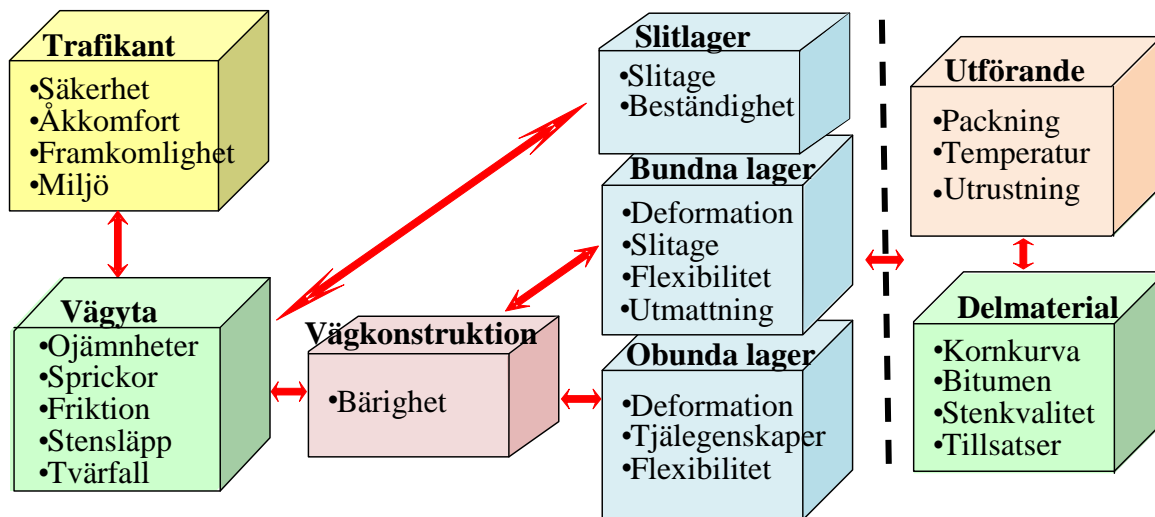 Trafikant
•Säkerhet
•Åkkomfort
•Framkomlighet
•Miljö
Vägyta
•Ojämnheter
•Sprickor
•Friktion
•Stensläpp
•Tvärfall
Vägkonstruktion
•Bärighet
Slitlager
•Slitage
•Beständighet
Bundna lager
•Deformation
•Slitage
•Flexibilitet
•Utmattning
Obunda lager
•Deformation
•Tjälegenskaper
•Flexibilitet
Utförande
•Packning
•Temperatur
•Utrustning
Delmaterial
•Kornkurva
•Bitumen
•Stenkvalitet
•Tillsatser